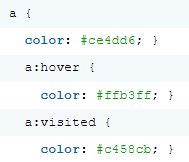 a {
color: #ce4dd6; }
a:hover {
color: #ffb3ff; }
a:visited {
color: #c458cb; }